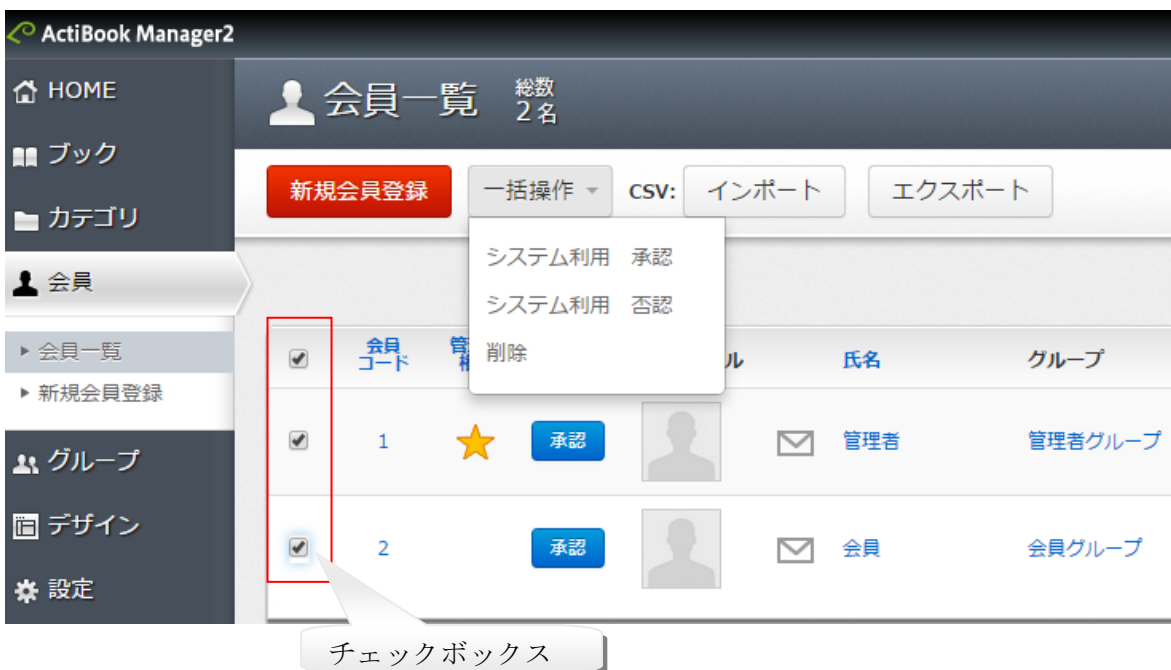 ActiBook Manager2
HOME
ブック
カテゴリ
会員
会員一覧
新規会員登録
グループ
デザイン
設定
会員一覧 総数 2名
新規会員登録 一括操作 CSV: インポート エクスポート
システム利用 承認
システム利用 否認
削除
会員コード 管 ル 氏名 グループ
1 承認 管理者 管理者グループ
2 承認 会員 会員グループ
チェックボックス